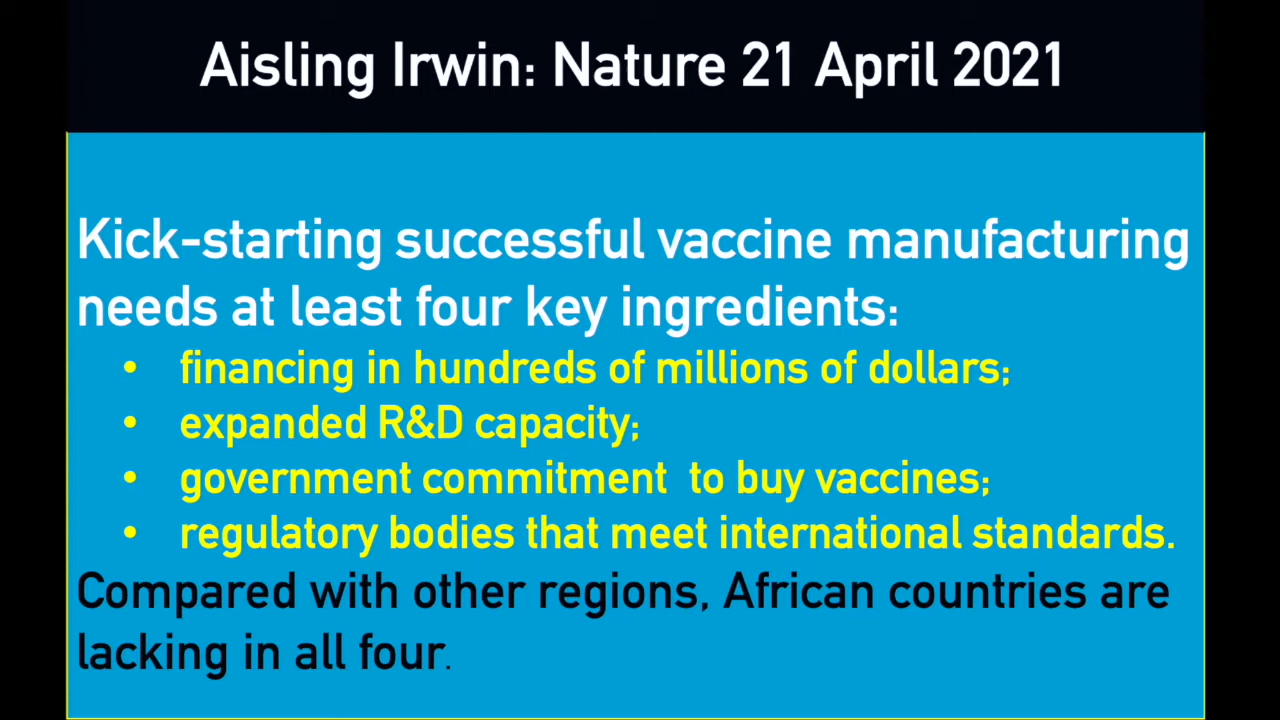 Aisling Irwin: Nature 21 April 2021
Kick-starting successful vaccine manufacturing
needs at least four key ingredients:
• financing in hundreds of millions of dollars;
• expanded R&D capacity;
• government commitment to buy vaccines;
• regulatory bodies that meet international standards.
Compared with other regions, African countries are
lacking in all four.